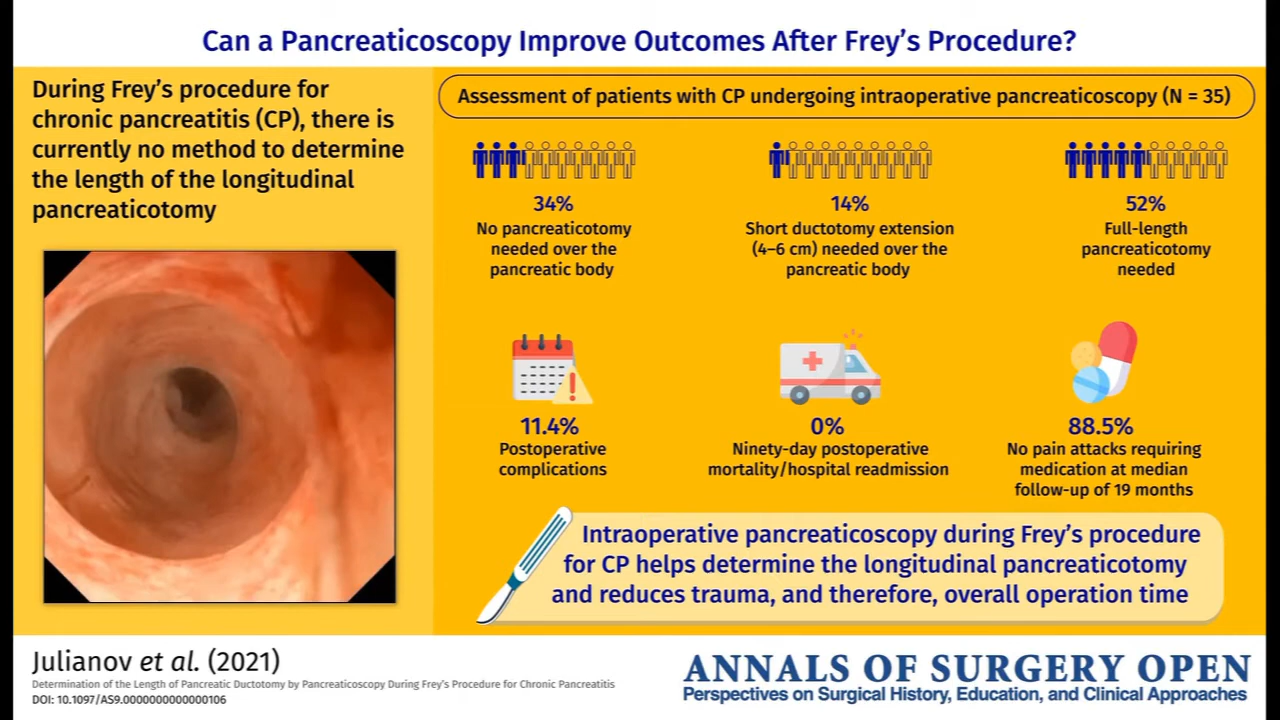 Can a Pancreaticoscopy Improve Outcomes After Frey's Procedure?
During Frey's procedure for
chronic pancreatitis (CP), there is
currently no method to determine
the length of the longitudinal
pancreaticotomy
Assessment of patients with CP undergoing intraoperative pancreaticoscopy (N = 35)
34%
No pancreaticotomy
needed over the
pancreatic body
14%
Short ductotomy extension
(4–6 cm) needed over the
pancreatic body
52%
Full-length
pancreaticotomy
needed
11.4%
Postoperative
complications
0%
Ninety-day postoperative
mortality/hospital readmission
88.5%
No pain attacks requiring
medication at median
follow-up of 19 months
Intraoperative pancreaticoscopy during Frey's procedure
for CP helps determine the longitudinal pancreaticotomy
and reduces trauma, and therefore, overall operation time
Julianov et al. (2021)
Determination of the Length of Pancreatic Ductotomy by Pancreaticoscopy During Frey's Procedure for Chronic Pancreatitis
DOI: 10.1097/AS9.0000000000000106
ANNALS OF SURGERY OPEN
Perspectives on Surgical History, Education, and Clinical Approaches